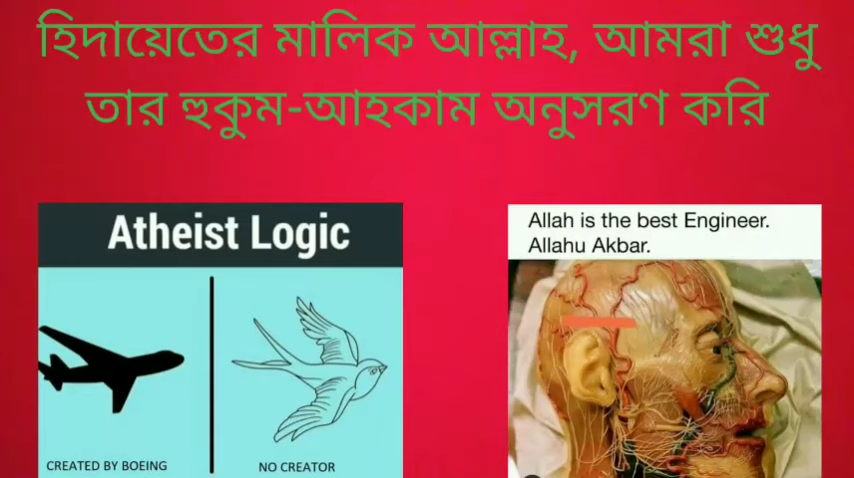 হিদায়েতের মালিক আল্লাহ, আমরা শুধু
তার হুকুম-আহকাম অনুসরণ করি
Atheist Logic
CREATED BY BOEING
NO CREATOR
Allah is the best Engineer.
Allahu Akbar.